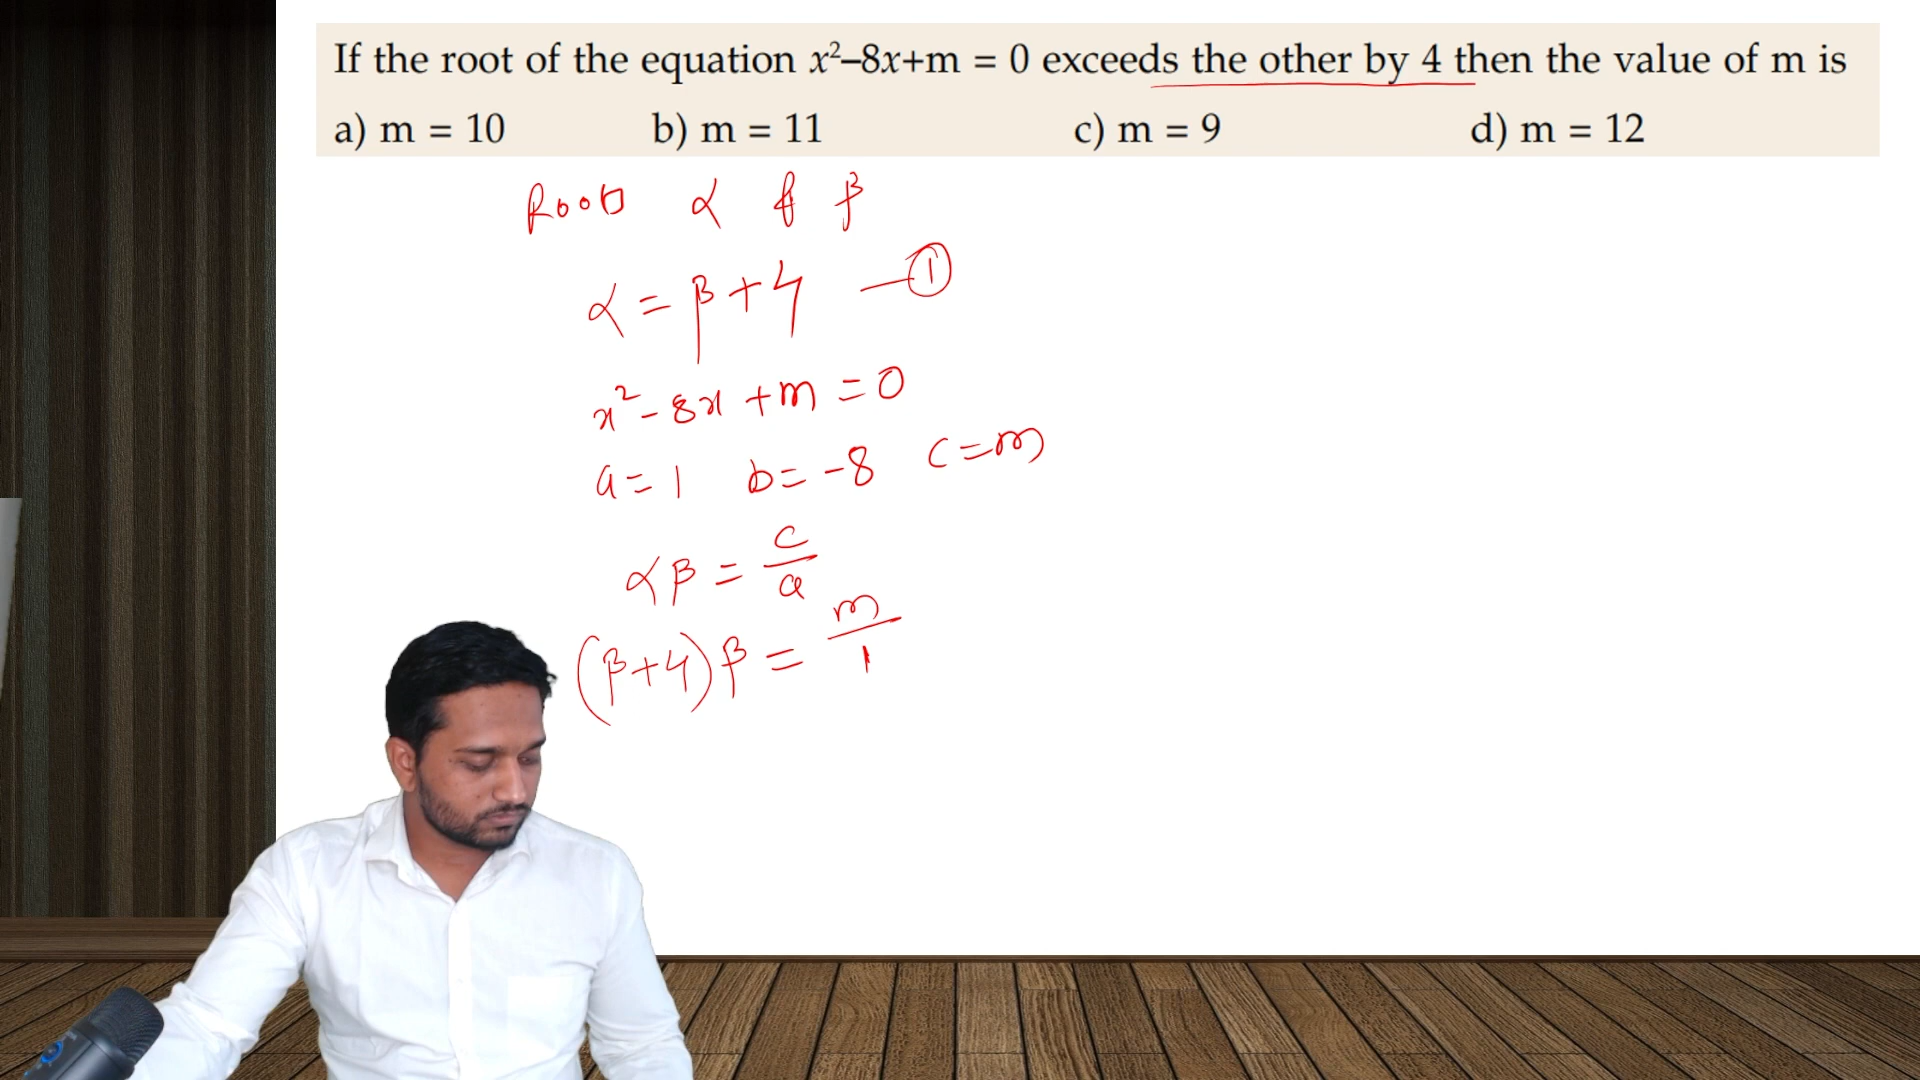 If the root of the equation x²–8x+m = 0 exceeds the other by 4 then the value of m is
a) m = 10 b) m = 11 c) m = 9 d) m = 12
Roots α & β
α = β + 4 — ①
x² - 8x + m = 0
a = 1 b = -8 c = m
αβ = c/a
(β+4)β = m/1